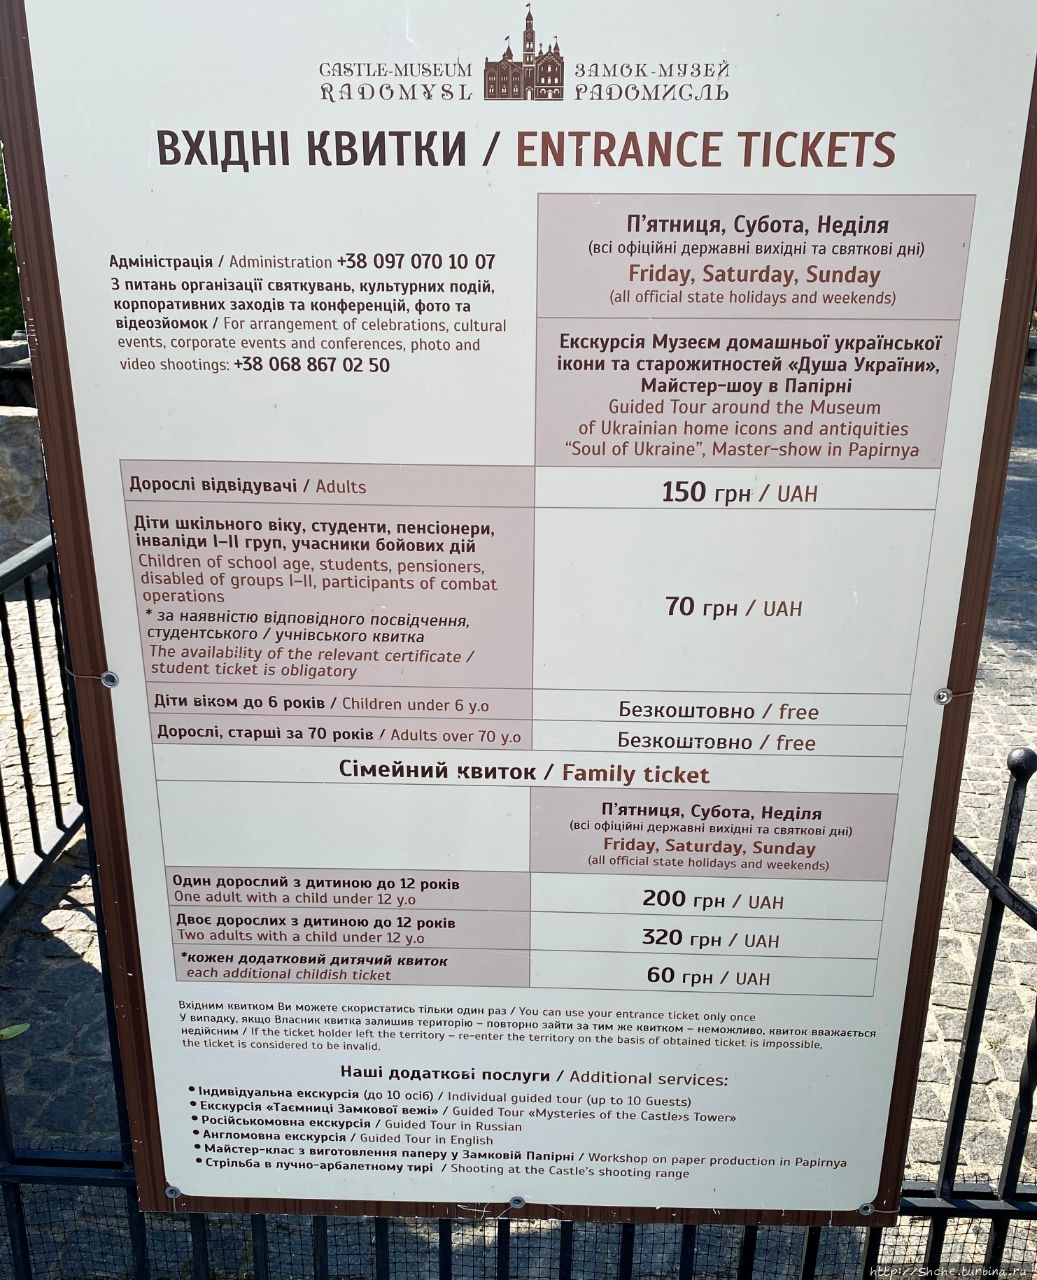 CASTLE-MUSEUM
RADOMYSL
ЗАМОК-МУЗЕЙ
РАДОМИСЛЬ
ВХІДНІ КВИТКИ / ENTRANCE TICKETS
Адміністрація / Administration +38 097 070 10 07
З питань організації святкувань, культурних подій,
корпоративних заходів та конференцій, фото та
відеозйомок / For arrangement of celebrations, cultural
events, corporate events and conferences, photo and
video shootings: +38 068 867 02 50
П'ятниця, Субота, Неділя
(всі офіційні державні вихідні та святкові дні)
Friday, Saturday, Sunday
(all official state holidays and weekends)
Екскурсія Музеєм домашньої української
ікони та старожитностей «Душа України»,
Майстер-шоу в Папірні
Guided Tour around the Museum
of Ukrainian home icons and antiquities
“Soul of Ukraine”, Master-show in Papirnya
Дорослі відвідувачі / Adults
150 грн / UAH
Діти шкільного віку, студенти, пенсіонери,
інваліди I–II груп, учасники бойових дій
Children of school age, students, pensioners,
disabled of groups I–II, participants of combat
operations
* за наявністю відповідного посвідчення,
студентського / учнівського квитка
The availability of the relevant certificate /
student ticket is obligatory
70 грн / UAH
Діти віком до 6 років / Children under 6 y.o
Безкоштовно / free
Дорослі, старші за 70 років / Adults over 70 y.o
Безкоштовно / free
Сімейний квиток / Family ticket
П'ятниця, Субота, Неділя
(всі офіційні державні вихідні та святкові дні)
Friday, Saturday, Sunday
(all official state holidays and weekends)
Один дорослий з дитиною до 12 років
One adult with a child under 12 y.o
200 грн / UAH
Двоє дорослих з дитиною до 12 років
Two adults with a child under 12 y.o
320 грн / UAH
*кожен додатковий дитячий квиток
each additional childish ticket
60 грн / UAH
Вхідним квитком Ви можете скористатись тільки один раз / You can use your entrance ticket only once
У випадку, якщо Власник квитка залишив територію – повторно зайти за тим же квитком – неможливо, квиток вважається
недійсним / If the ticket holder left the territory – re-enter the territory on the basis of obtained ticket is impossible,
the ticket is considered to be invalid.
Наші додаткові послуги / Additional services:
• Індивідуальна екскурсія (до 10 осіб) / Individual guided tour (up to 10 Guests)
• Екскурсія «Таємниці Замкової вежі» / Guided Tour «Mysteries of the Castle›s Tower»
• Російськомовна екскурсія / Guided Tour in Russian
• Англомовна екскурсія / Guided Tour in English
• Майстер-клас з виготовлення паперу у Замковій Папірні / Workshop on paper production in Papirnya
• Стрільба в лучно-арбалетному тирі / Shooting at the Castle's shooting range
http://Shche.turbina.ru